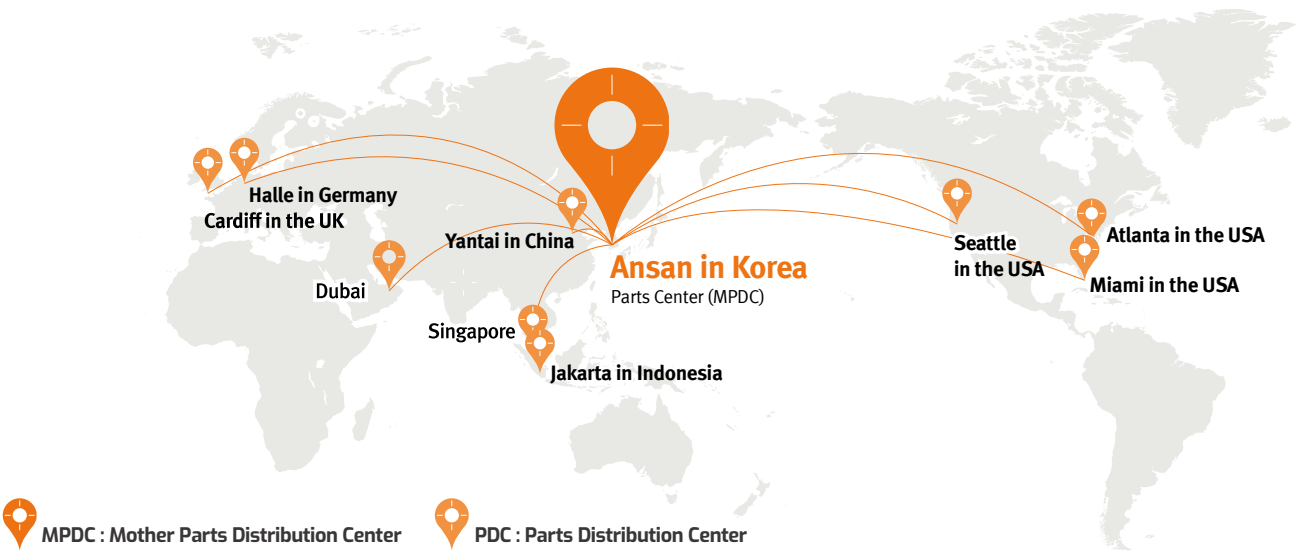 Halle in Germany
Cardiff in the UK
Yantai in China
Dubai
Singapore
Jakarta in Indonesia
Ansan in Korea
Parts Center (MPDC)
Seattle
in the USA
Atlanta in the USA
Miami in the USA
MPDC : Mother Parts Distribution Center
PDC : Parts Distribution Center